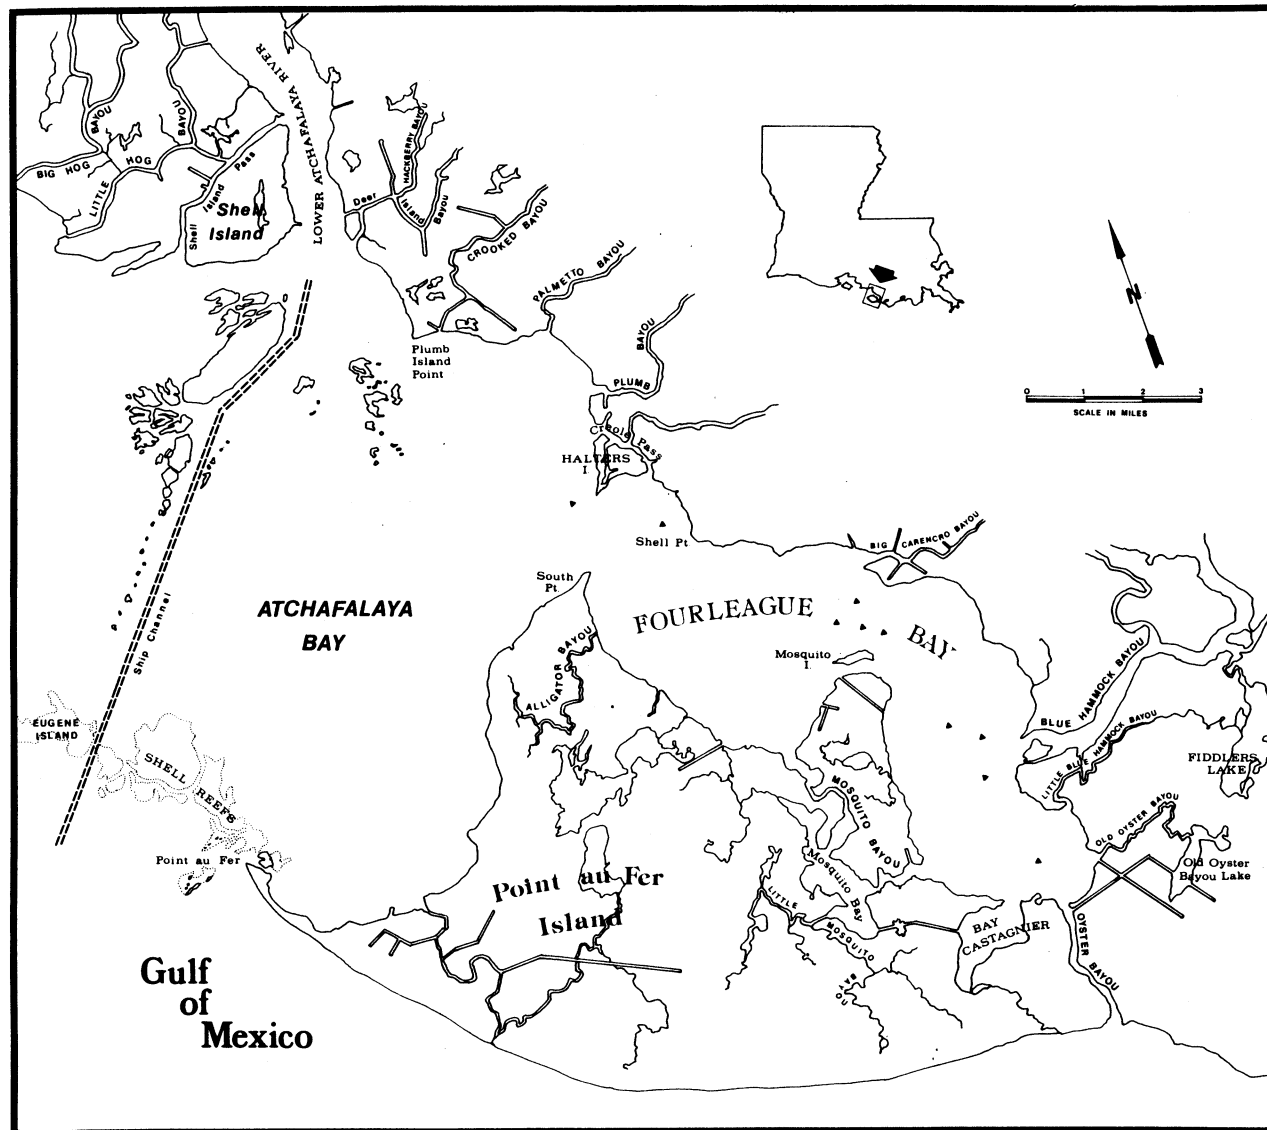 LOWER ATCHAFALAYA RIVER
BIG HOG BAYOU
LITTLE HOG BAYOU
Shell Island Pass
Shell
Island
HACKBERRY BAYOU
Deer Island Bayou
CROOKED BAYOU
PALMETTO BAYOU
Plumb
Island
Point
PLUMB BAYOU
Creole Pass
HALTERS
I.
Shell Pt
N
0 1 2 3
SCALE IN MILES
BIG CARENCRO BAYOU
South
Pt.
ATCHAFALAYA
BAY
FOURLEAGUE BAY
Ship Channel
ALLIGATOR BAYOU
Mosquito
I.
BLUE HAMMOCK BAYOU
LITTLE BLUE HAMMOCK BAYOU
FIDDLERS
LAKE
EUGENE
ISLAND
SHELL REEFS
MOSQUITO BAYOU
OLD OYSTER BAYOU
Old Oyster
Bayou Lake
Point au Fer
Mosquito Bay
Point au Fer
Island
LITTLE MOSQUITO BAYOU
BAY
CASTAGNIER
OYSTER BAYOU
Gulf
of
Mexico